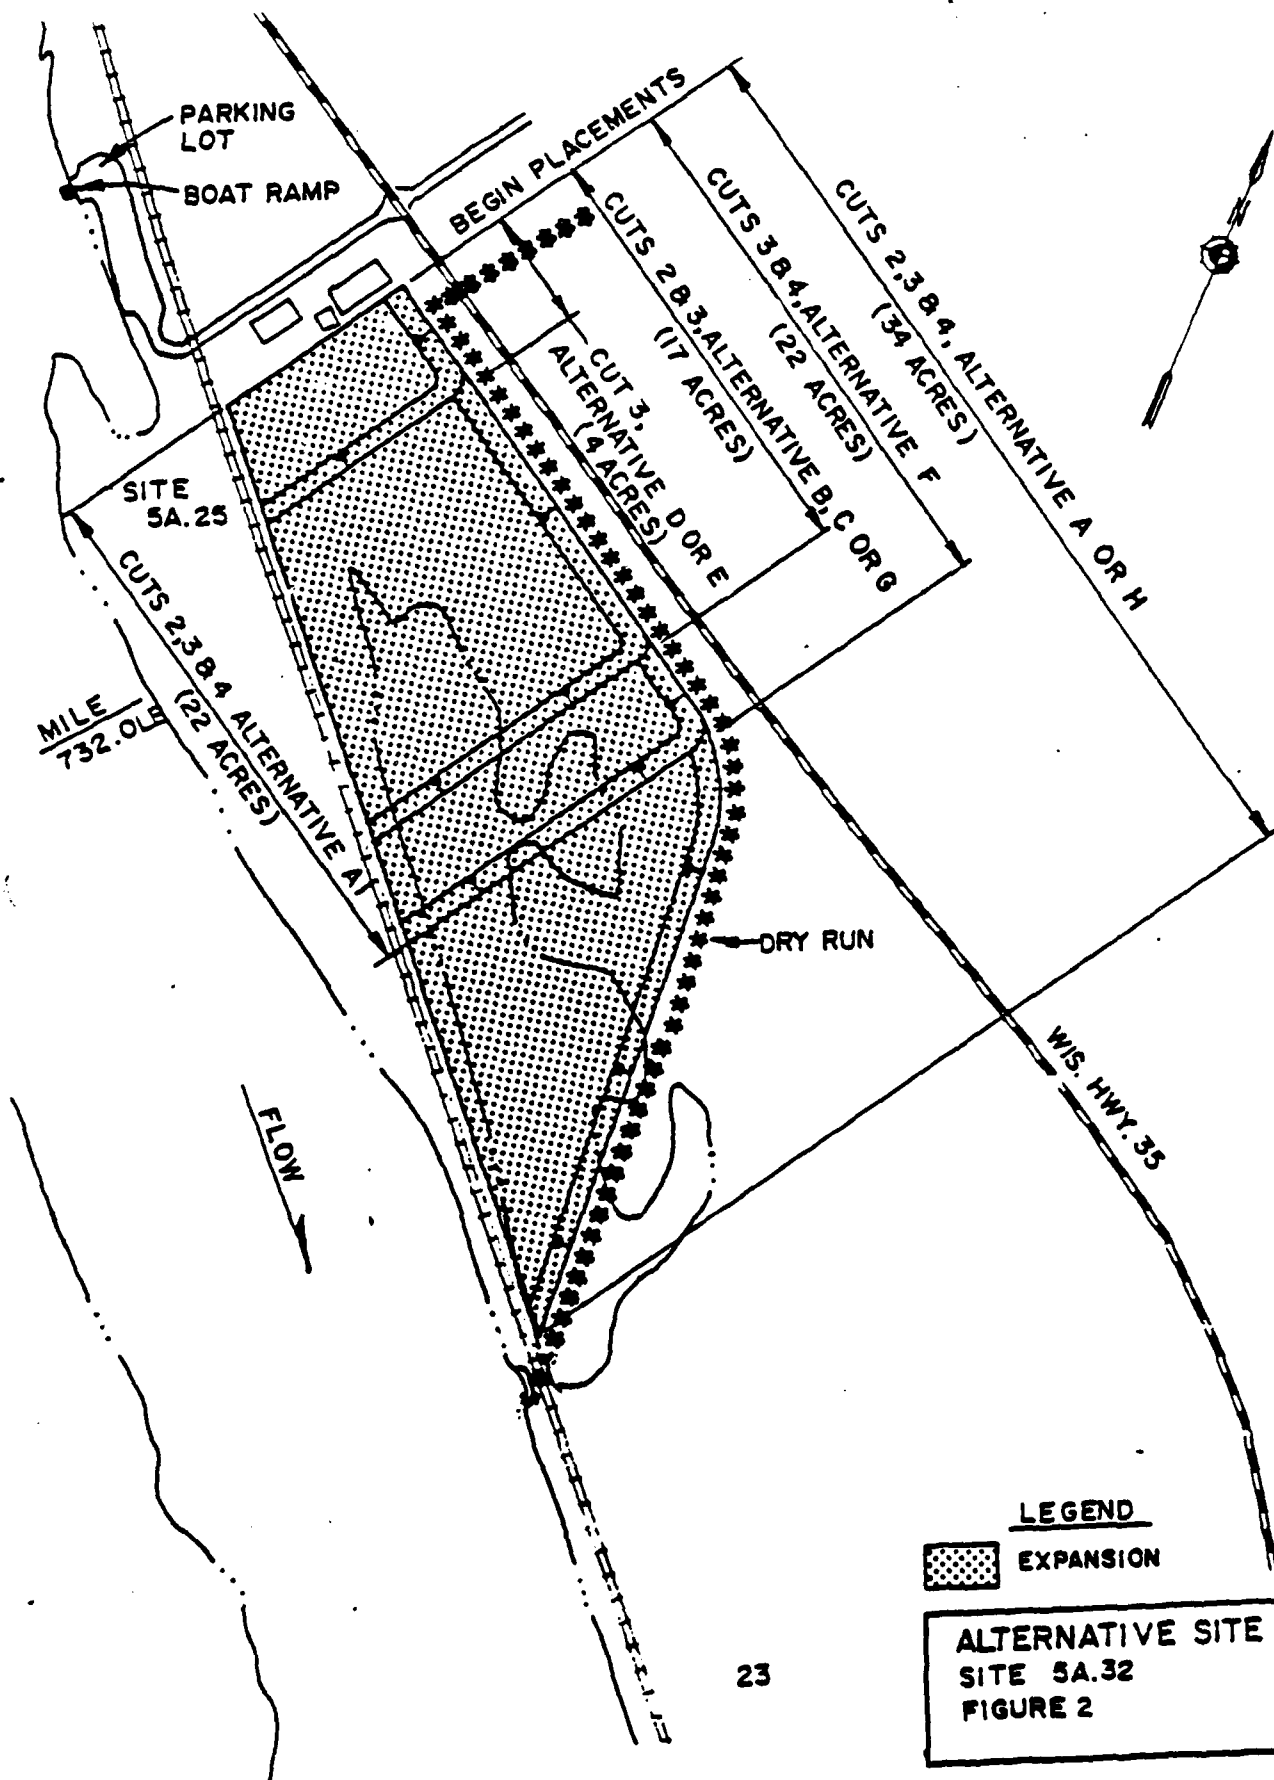 PARKING
LOT
BOAT RAMP
BEGIN PLACEMENTS
CUTS 2,3 & 4, ALTERNATIVE A OR H
(34 ACRES)
CUTS 3 & 4, ALTERNATIVE F
(22 ACRES)
CUTS 2 & 3, ALTERNATIVE B, C OR G
(17 ACRES)
CUT 3,
ALTERNATIVE D OR E
(4 ACRES)
N
SITE
5A.25
CUTS 2,3 & 4 ALTERNATIVE A
(22 ACRES)
MILE
732.0
DRY RUN
WIS. HWY. 35
FLOW
LEGEND
EXPANSION
ALTERNATIVE SITE
SITE 5A.32
FIGURE 2
23